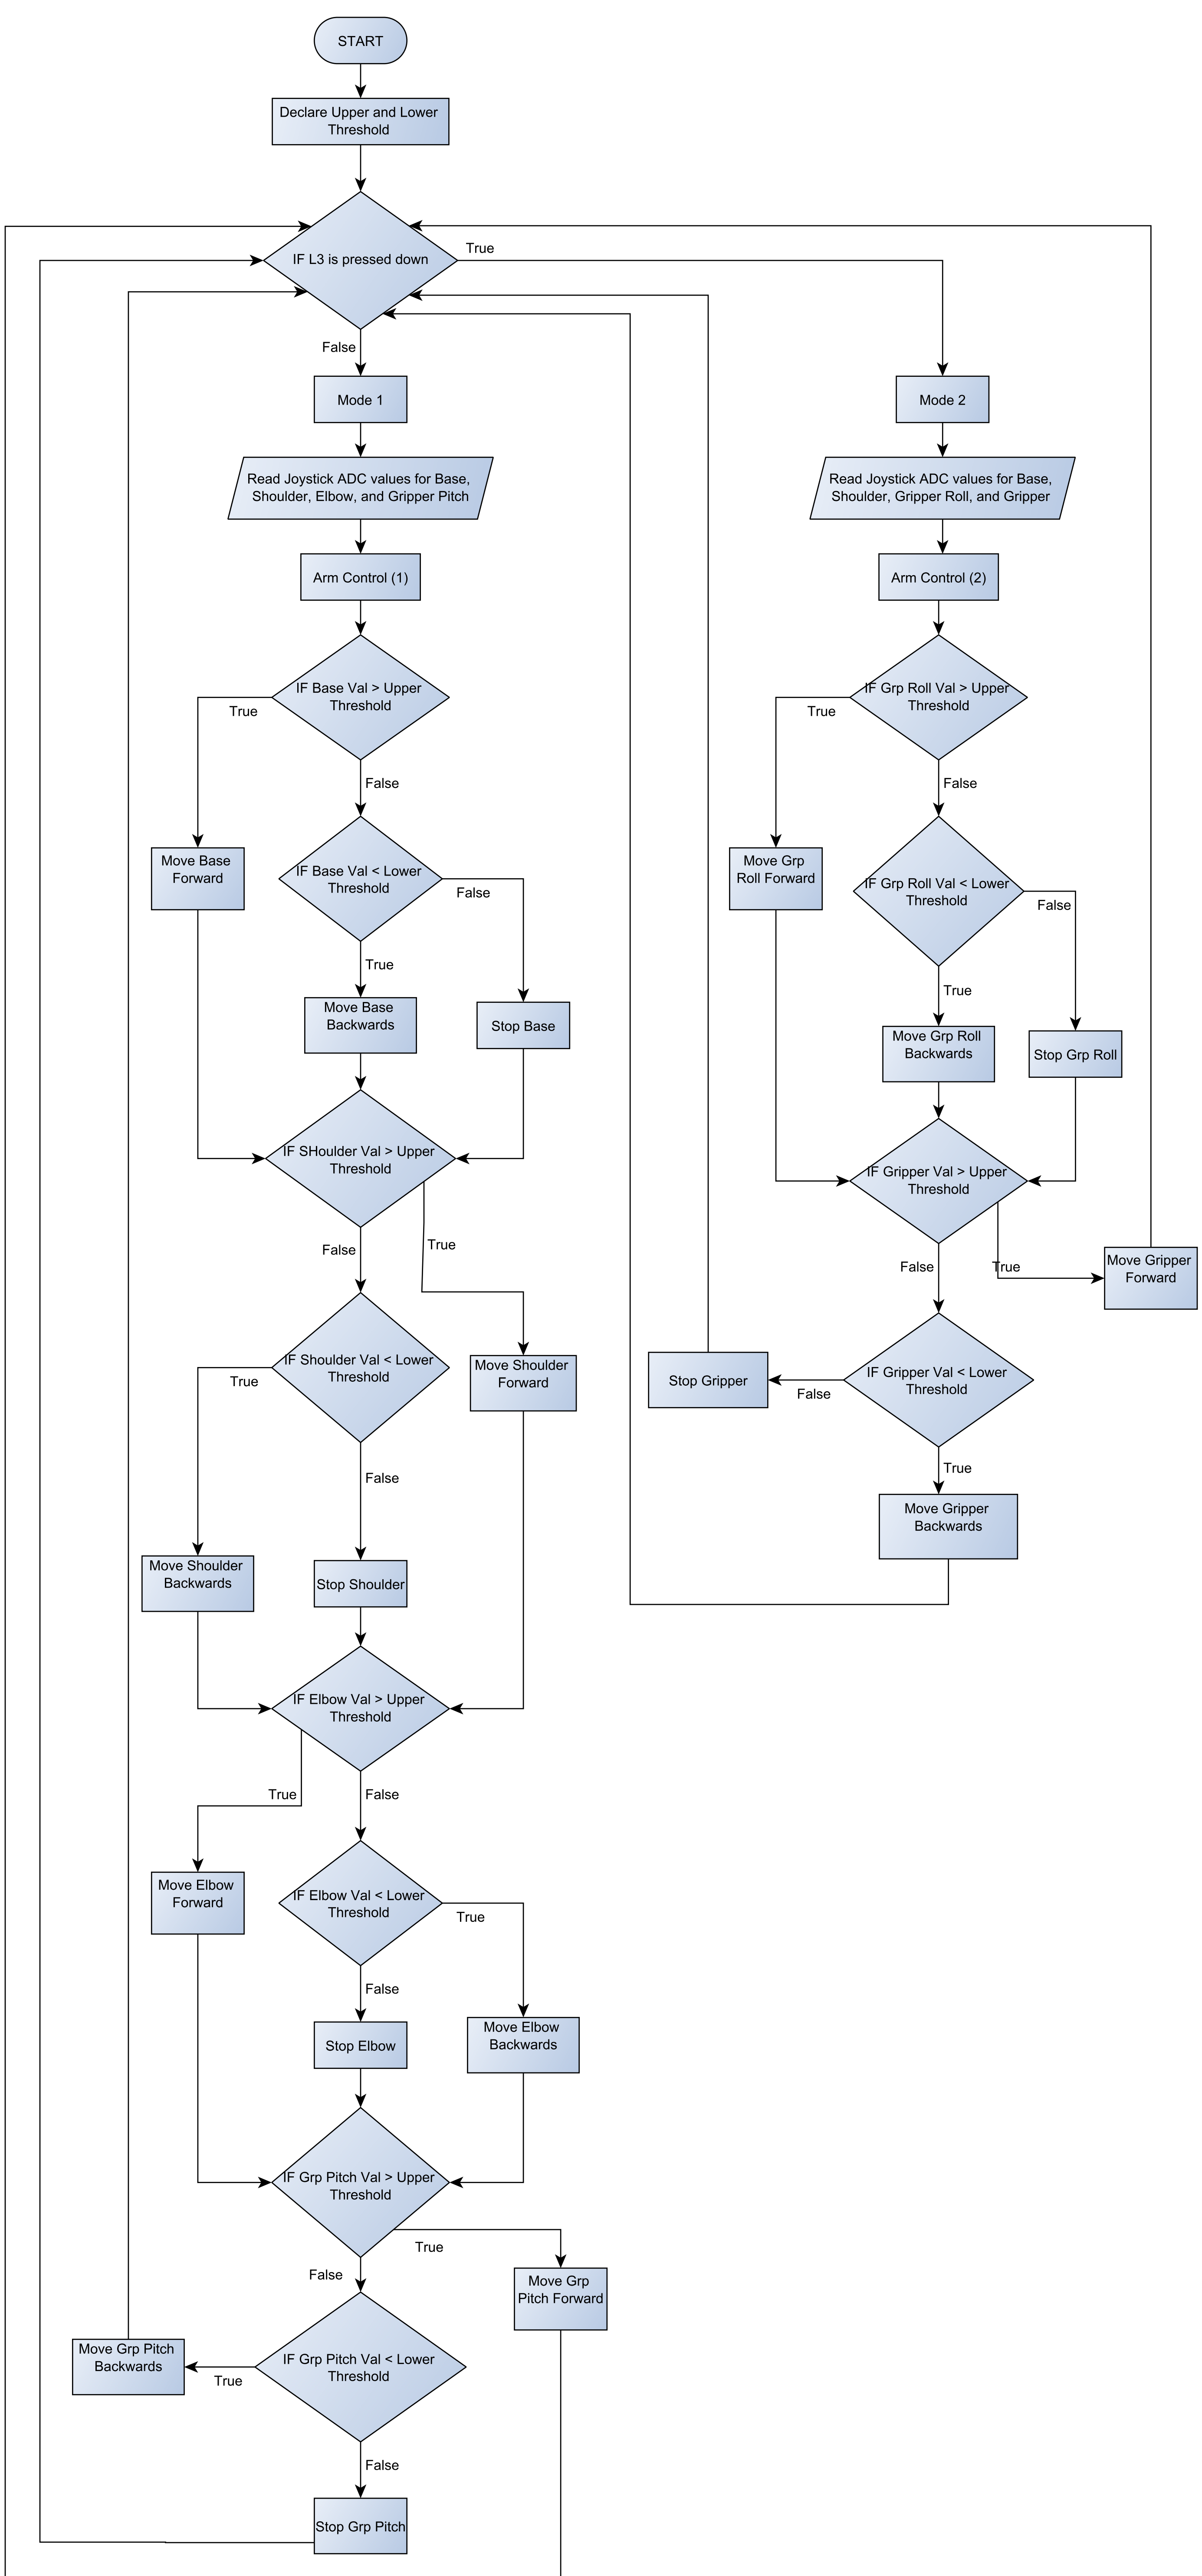 START
Declare Upper and Lower
Threshold
IF L3 is pressed down
True
False
Mode 1
Read Joystick ADC values for Base,
Shoulder, Elbow, and Gripper Pitch
Arm Control (1)
IF Base Val > Upper
Threshold
True
False
Move Base
Forward
IF Base Val < Lower
Threshold
False
True
Move Base
Backwards
Stop Base
IF SHoulder Val > Upper
Threshold
False
True
IF Shoulder Val < Lower
Threshold
True
Move Shoulder
Forward
False
Move Shoulder
Backwards
Stop Shoulder
IF Elbow Val > Upper
Threshold
True
False
Move Elbow
Forward
IF Elbow Val < Lower
Threshold
True
False
Stop Elbow
Move Elbow
Backwards
IF Grp Pitch Val > Upper
Threshold
True
False
Move Grp
Pitch Forward
Move Grp Pitch
Backwards
IF Grp Pitch Val < Lower
Threshold
True
False
Stop Grp Pitch
Mode 2
Read Joystick ADC values for Base,
Shoulder, Gripper Roll, and Gripper
Arm Control (2)
IF Grp Roll Val > Upper
Threshold
True
False
Move Grp
Roll Forward
IF Grp Roll Val < Lower
Threshold
False
True
Move Grp Roll
Backwards
Stop Grp Roll
IF Gripper Val > Upper
Threshold
False
True
Move Gripper
Forward
IF Gripper Val < Lower
Threshold
Stop Gripper
False
True
Move Gripper
Backwards